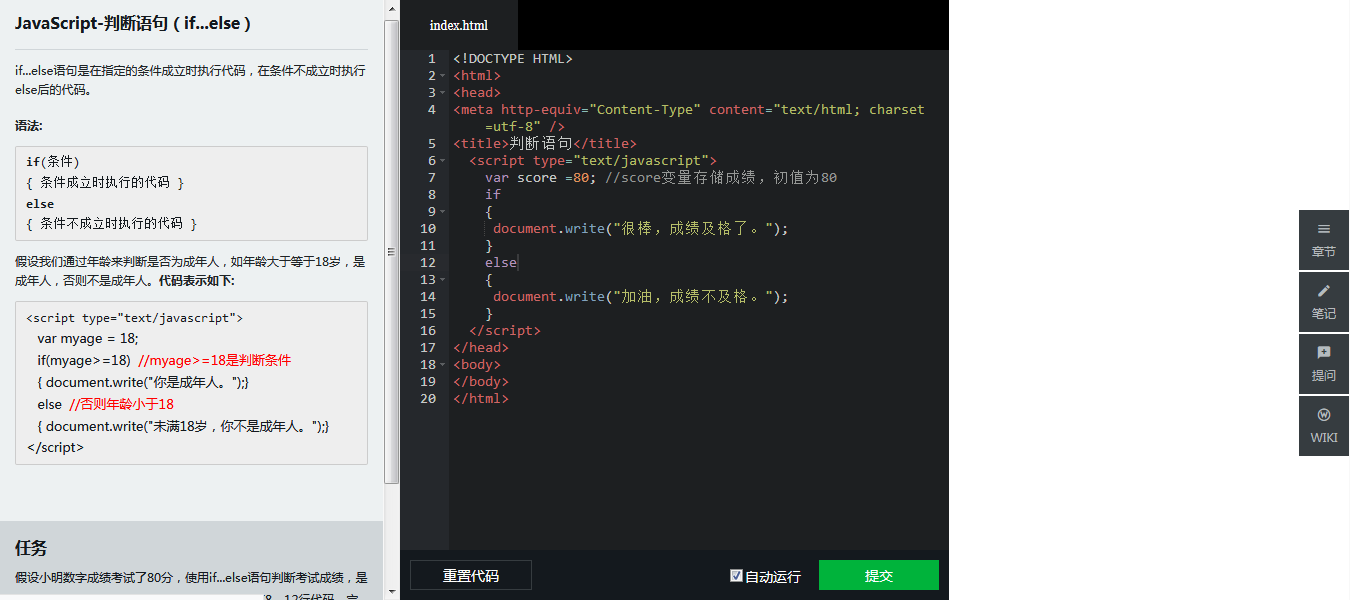 JavaScript-判断语句（if...else）
if...else语句是在指定的条件成立时执行代码，在条件不成立时执行
else后的代码。
语法:
if(条件)
{ 条件成立时执行的代码 }
else
{ 条件不成立时执行的代码 }
假设我们通过年龄来判断是否为成年人，如年龄大于等于18岁，是
成年人，否则不是成年人。代码表示如下:
<script type="text/javascript">
var myage = 18;
if(myage>=18) //myage>=18是判断条件
{ document.write("你是成年人。");}
else //否则年龄小于18
{ document.write("未满18岁，你不是成年人。");}
</script>
任务
假设小明数字成绩考试了80分，使用if...else语句判断考试成绩，是
index.html
1 <!DOCTYPE HTML>
2 <html>
3 <head>
4 <meta http-equiv="Content-Type" content="text/html; charset
=utf-8" />
5 <title>判断语句</title>
6 <script type="text/javascript">
7 var score =80; //score变量存储成绩，初值为80
8 if
9 {
10 document.write("很棒，成绩及格了。");
11 }
12 else
13 {
14 document.write("加油，成绩不及格。");
15 }
16 </script>
17 </head>
18 <body>
19 </body>
20 </html>
重置代码
自动运行
提交
章节
笔记
提问
WIKI